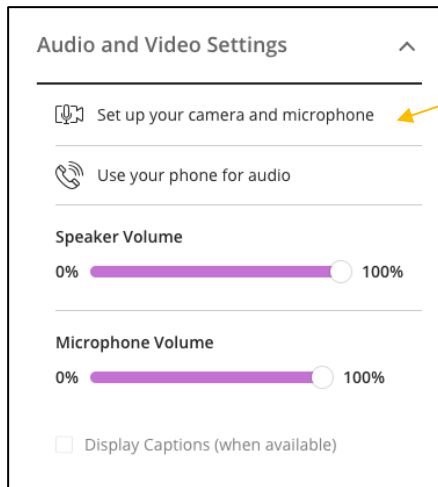 Audio and Video Settings
Set up your camera and microphone
Use your phone for audio
Speaker Volume
0% 100%
Microphone Volume
0% 100%
Display Captions (when available)